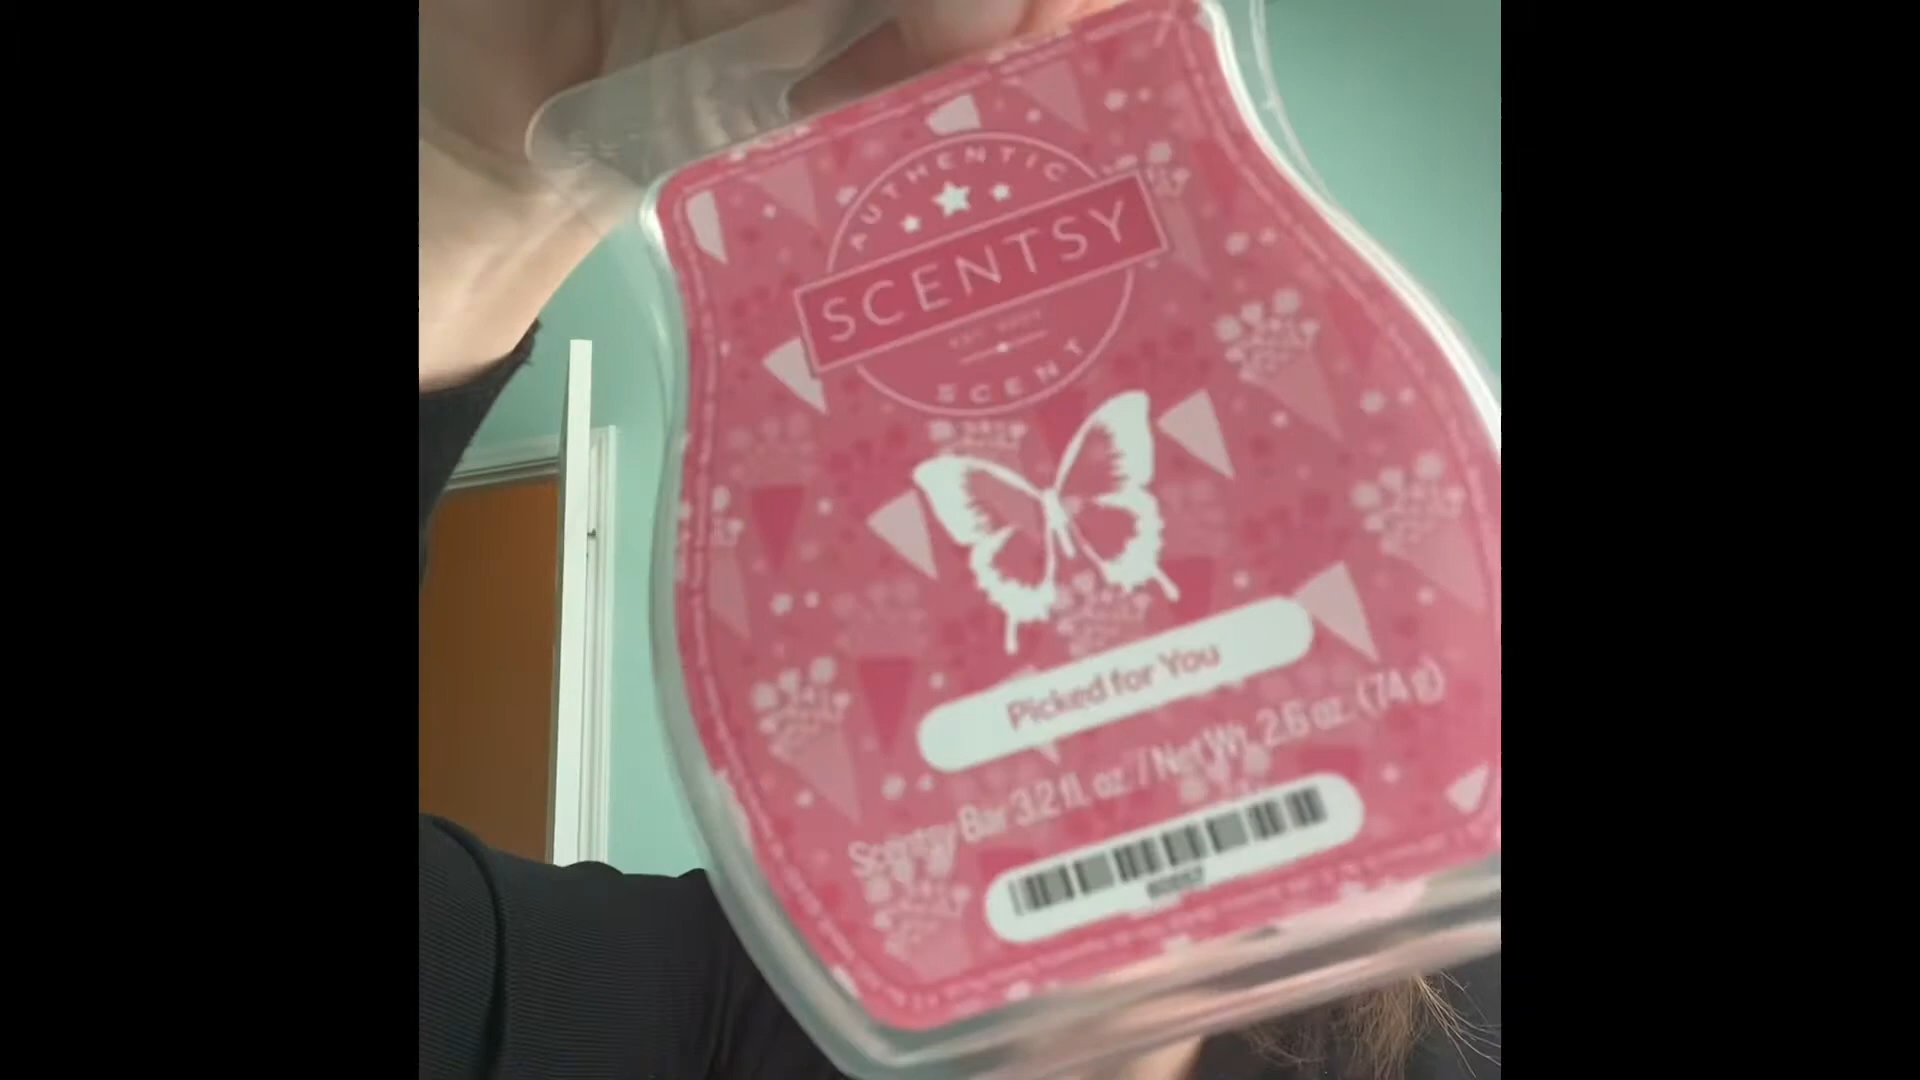 AUTHENTIC
SCENTSY
SCENT
Picked for You
Scentsy Bar 3.2 fl. oz. / Net Wt. 2.6 oz. (74 g)